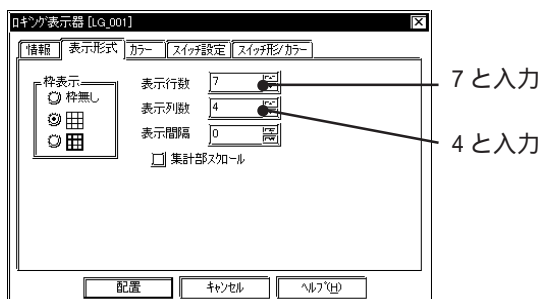 ロギング表示器 [LG_001]
情報 表示形式 カラー スイッチ設定 スイッチ形/カラー
枠表示
枠無し
表示行数 7
表示列数 4
表示間隔 0
集計部スクロール
7と入力
4と入力
配置 キャンセル ヘルプ(H)